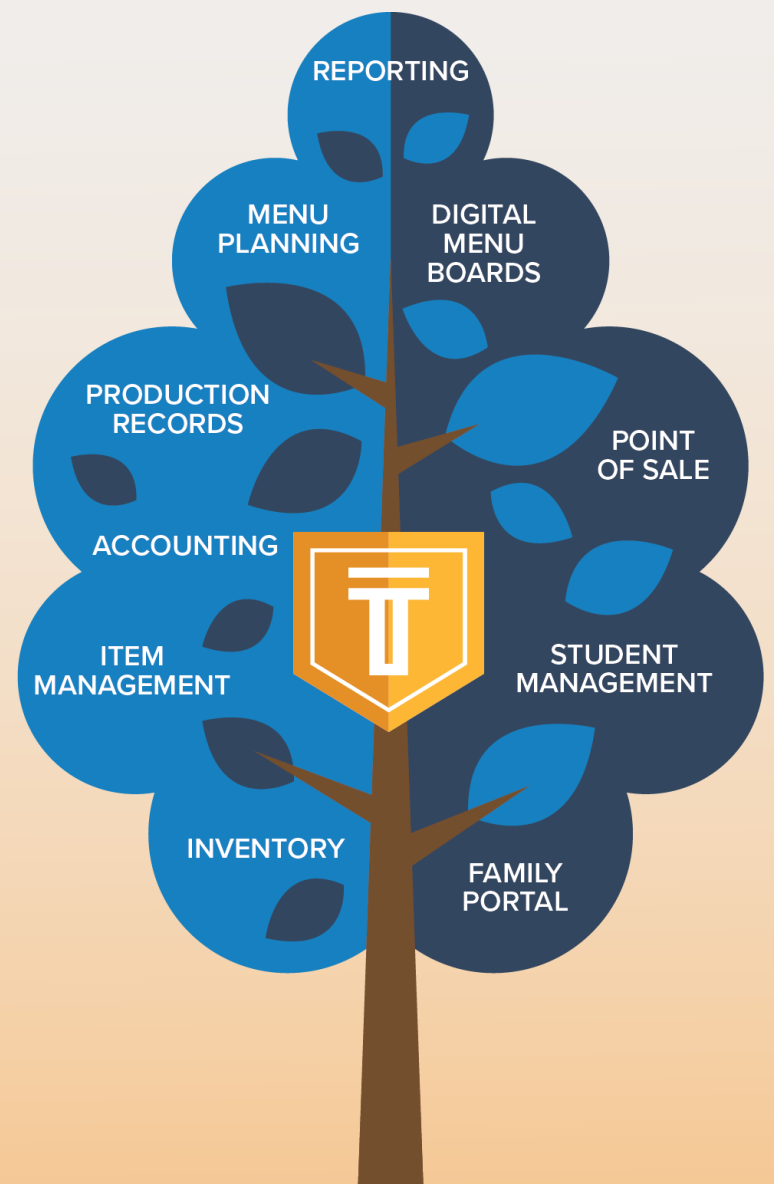 REPORTING
MENU
PLANNING
DIGITAL
MENU
BOARDS
PRODUCTION
RECORDS
POINT
OF SALE
ACCOUNTING
ITEM
MANAGEMENT
STUDENT
MANAGEMENT
INVENTORY
FAMILY
PORTAL